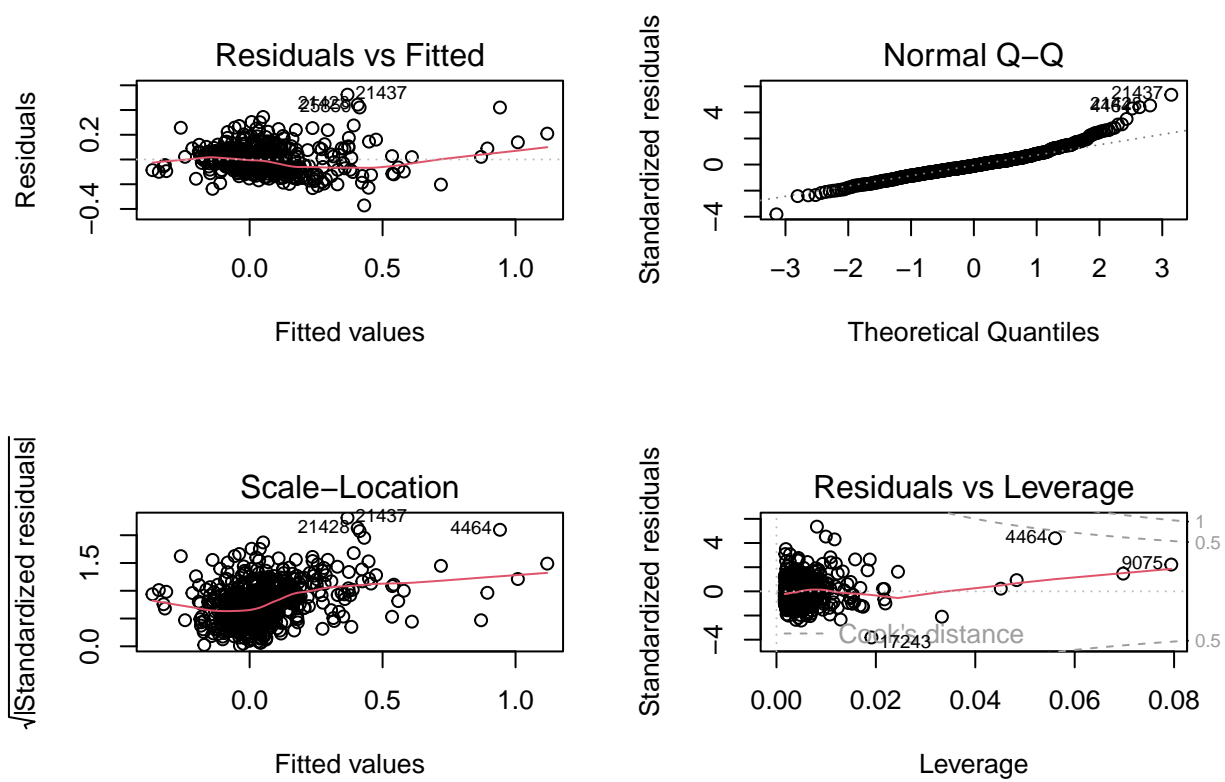 Residuals vs Fitted
Residuals
0.2
−0.4
21437
0.0 0.5 1.0
Fitted values
Normal Q−Q
Standardized residuals
4
0
−4
21437
−3 −2 −1 0 1 2 3
Theoretical Quantiles
Scale−Location
√|Standardized residuals|
1.5
0.0
21428 21437 4464
0.0 0.5 1.0
Fitted values
Residuals vs Leverage
Standardized residuals
4
0
−4
4464
9075
17243
Cook's distance
1
0.5
0.5
0.00 0.02 0.04 0.06 0.08
Leverage